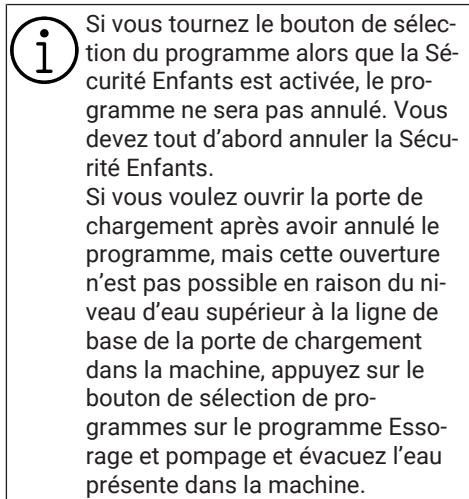 Si vous tournez le bouton de sélec-
tion du programme alors que la Sé-
curité Enfants est activée, le pro-
gramme ne sera pas annulé. Vous
devez tout d'abord annuler la Sécu-
rité Enfants.
Si vous voulez ouvrir la porte de
chargement après avoir annulé le
programme, mais cette ouverture
n'est pas possible en raison du ni-
veau d'eau supérieur à la ligne de
base de la porte de chargement
dans la machine, appuyez sur le
bouton de sélection de pro-
grammes sur le programme Esso-
rage et pompage et évacuez l'eau
présente dans la machine.